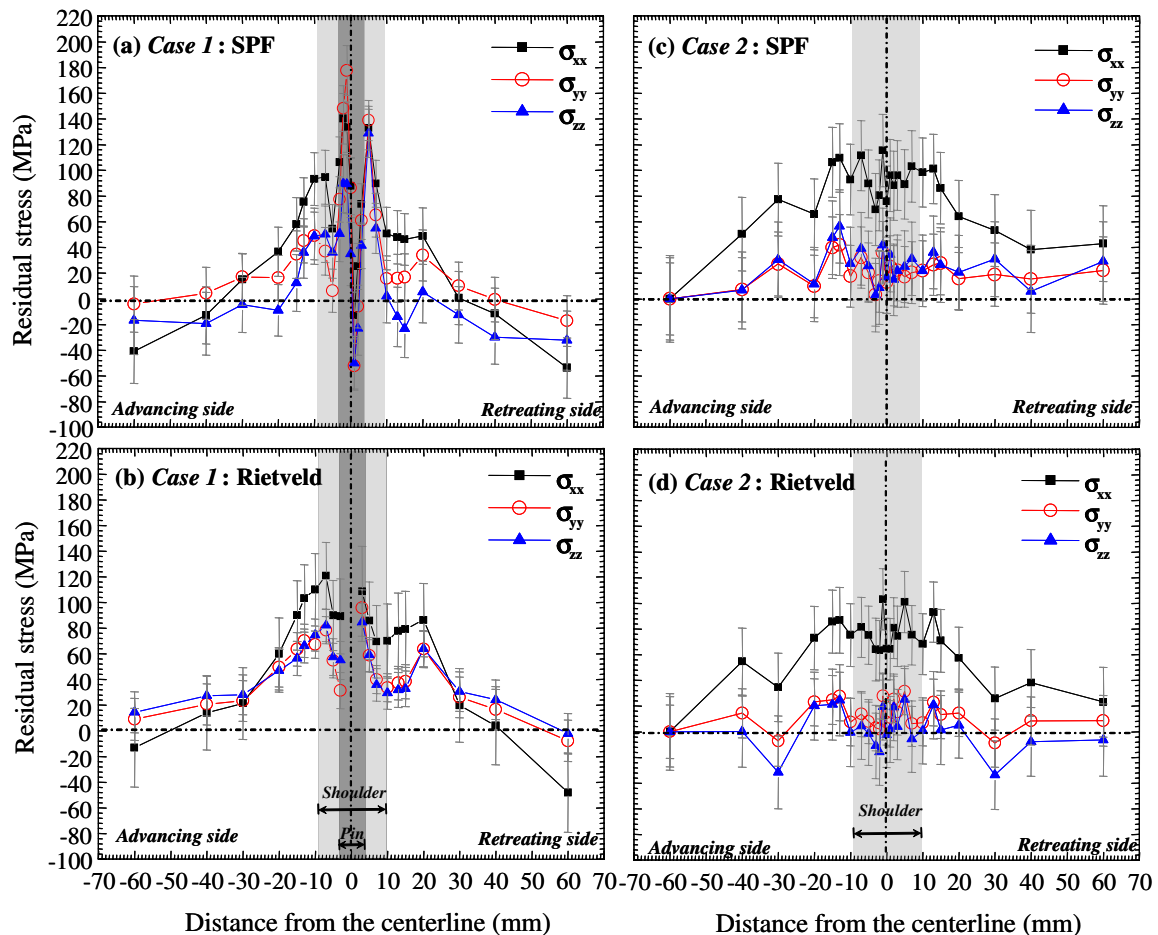 (a) Case 1 : SPF
σxx
σyy
σzz
220
200
180
160
140
120
100
80
60
40
20
0
-20
-40
-60
-80
-100
Residual stress (MPa)
Advancing side
Retreating side
(c) Case 2 : SPF
σxx
σyy
σzz
Advancing side
Retreating side
(b) Case 1 : Rietveld
σxx
σyy
σzz
220
200
180
160
140
120
100
80
60
40
20
0
-20
-40
-60
-80
-100
Residual stress (MPa)
Shoulder
Pin
Advancing side
Retreating side
-70 -60 -50 -40 -30 -20 -10 0 10 20 30 40 50 60 70
Distance from the centerline (mm)
(d) Case 2 : Rietveld
σxx
σyy
σzz
Shoulder
Advancing side
Retreating side
-70 -60 -50 -40 -30 -20 -10 0 10 20 30 40 50 60 70
Distance from the centerline (mm)